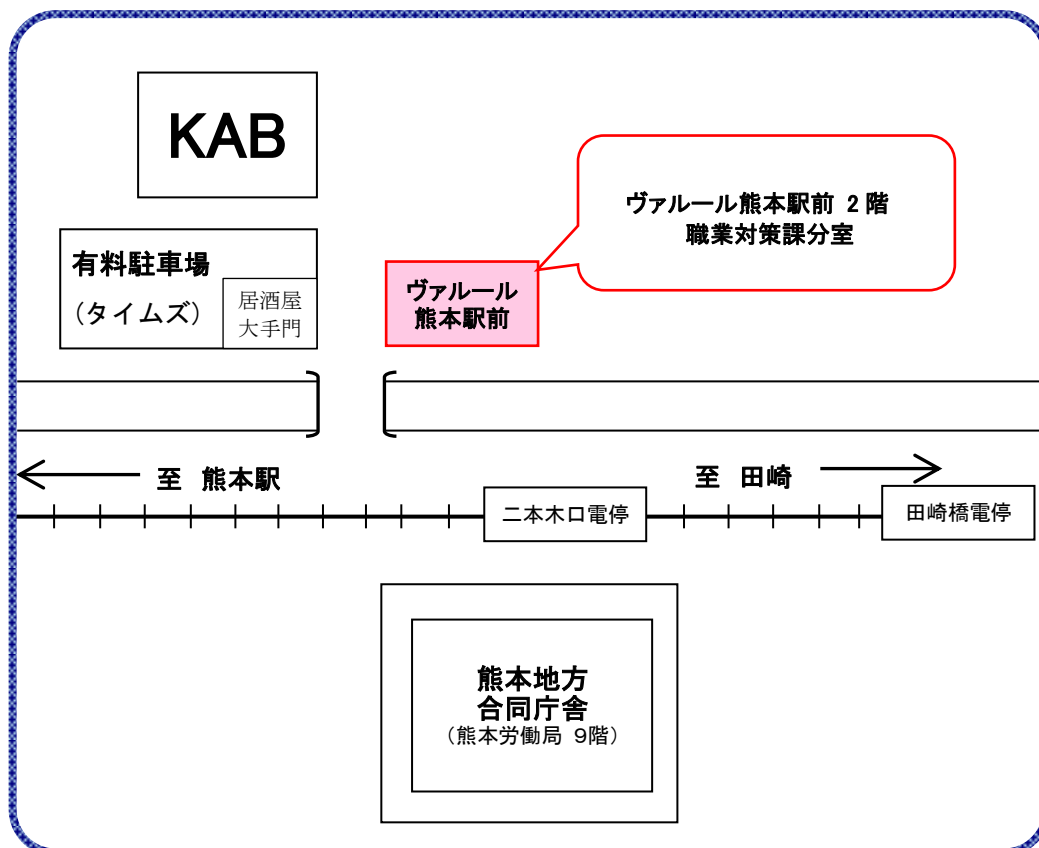 KAB
ヴァルール熊本駅前 2階
職業対策課分室
有料駐車場
（タイムズ）
居酒屋
大手門
ヴァルール
熊本駅前
至 熊本駅
至 田崎
二本木口電停
田崎橋電停
熊本地方
合同庁舎
（熊本労働局 9階）